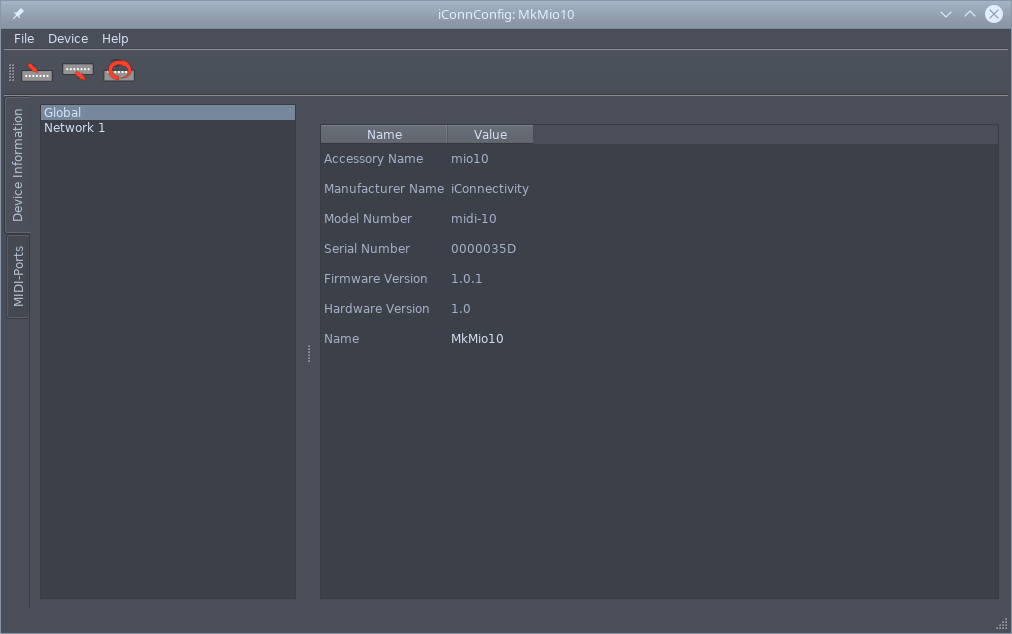 iConnConfig: MkMio10
File Device Help
Device Information
MIDI-Ports
Global
Network 1
Name Value
Accessory Name mio10
Manufacturer Name iConnectivity
Model Number midi-10
Serial Number 0000035D
Firmware Version 1.0.1
Hardware Version 1.0
Name MkMio10